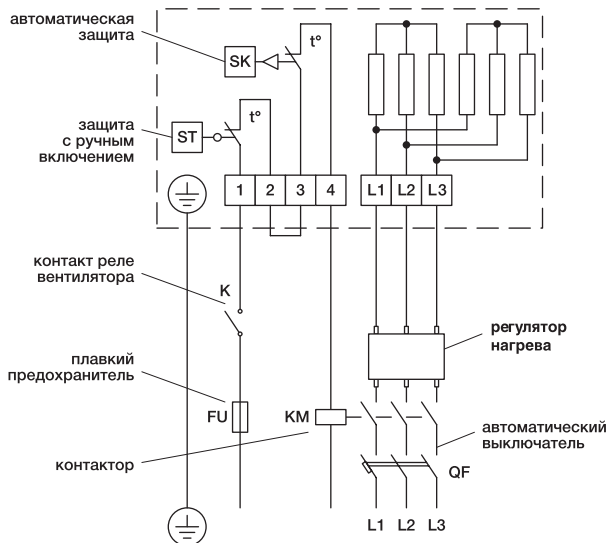 автоматическая
защита
SK
t°
защита
с ручным
включением
ST
t°
1 2 3 4 L1 L2 L3
контакт реле
вентилятора
K
регулятор
нагрева
плавкий
предохранитель
FU
KM
автоматический
выключатель
контактор
QF
L1 L2 L3